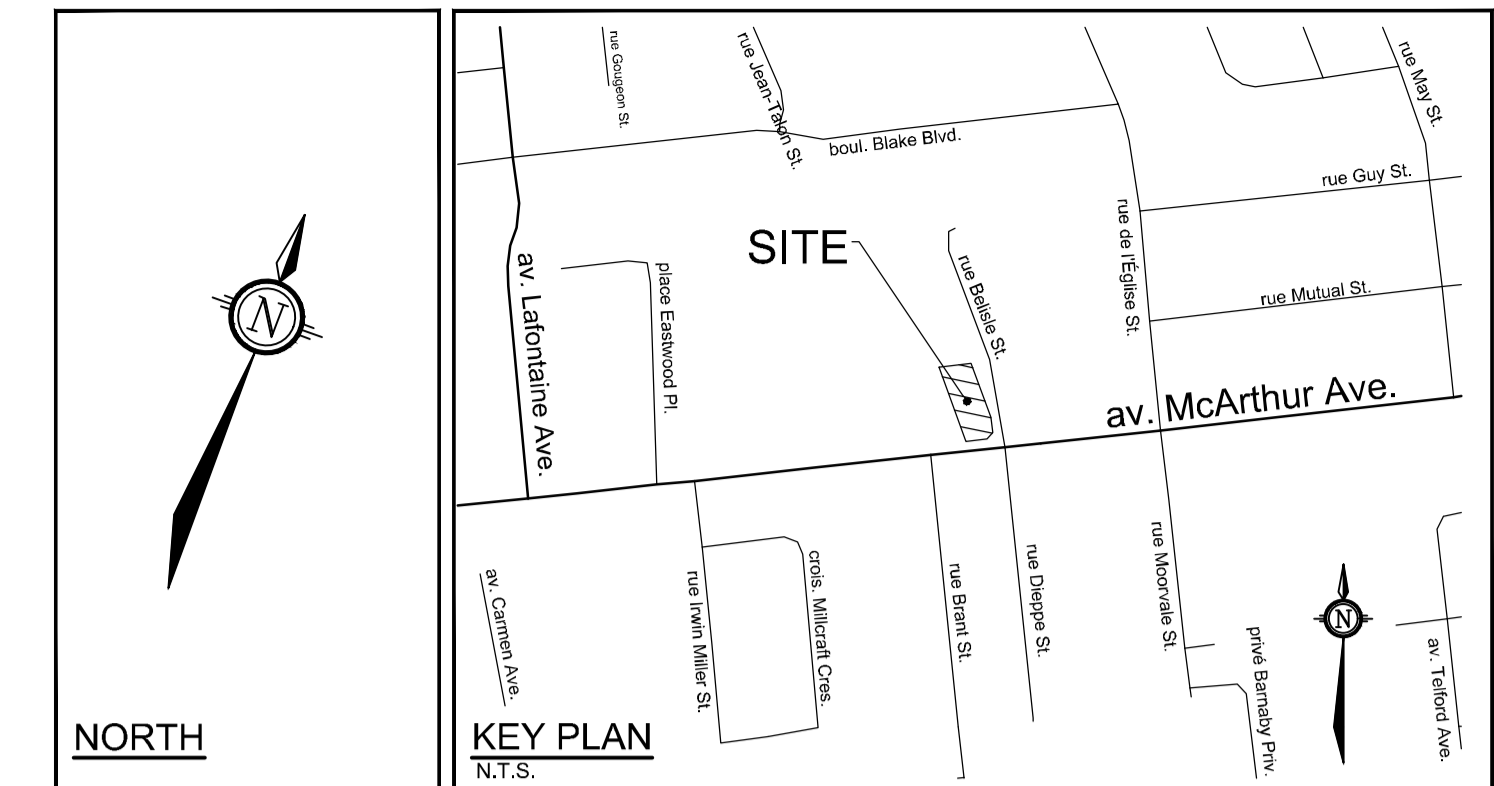 N
NORTH
rue Gougeon St.
rue Jean-Talon St.
rue May St.
boul. Blake Blvd.
rue Guy St.
SITE
rue de l'Église St.
av. Lafontaine Ave.
place Eastwood Pl.
rue Belisle St.
rue Mutual St.
av. McArthur Ave.
av. Carmen Ave.
rue Irwin Miller St.
crois. Millcraft Cres.
rue Brant St.
rue Dieppe St.
rue Moorvale St.
N
privé Barnaby Priv.
av. Telford Ave.
KEY PLAN
N.T.S.